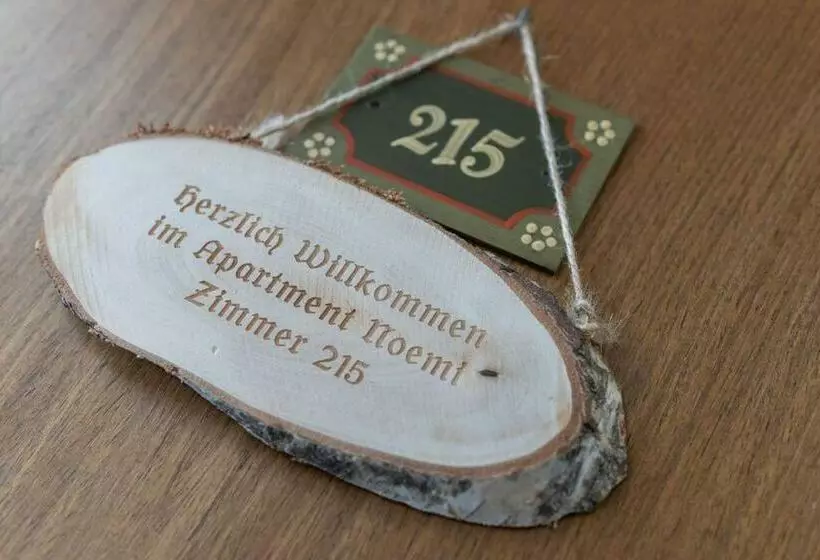 215
Herzlich Willkommen
im Apartment Noemi
Zimmer 215